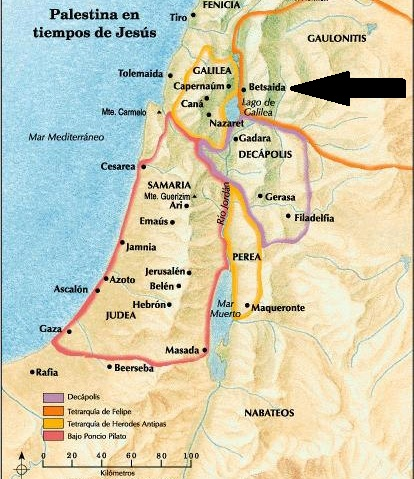 Palestina en
tiempos de Jesús
FENICIA
Tiro
GAULONITIS
Tolemaida
GALILEA
Capernaúm
Betsaida
Caná
Lago de
Galilea
Nazaret
Mte. Carmelo
Mar Mediterráneo
Gadara
DECÁPOLIS
Cesarea
SAMARIA
Mte. Guerizim
Ari
Río Jordán
Gerasa
Filadelfia
Emaús
Jamnia
PEREA
Jerusalén
Belén
Azoto
Ascalón
Hebrón
Mar
Muerto
Maqueronte
JUDEA
Gaza
Masada
Rafia
Beerseba
NABATEOS
Decápolis
Tetrarquía de Felipe
Tetrarquía de Herodes Antipas
Bajo Poncio Pilato
0 20 40 60 80 100
Kilómetros